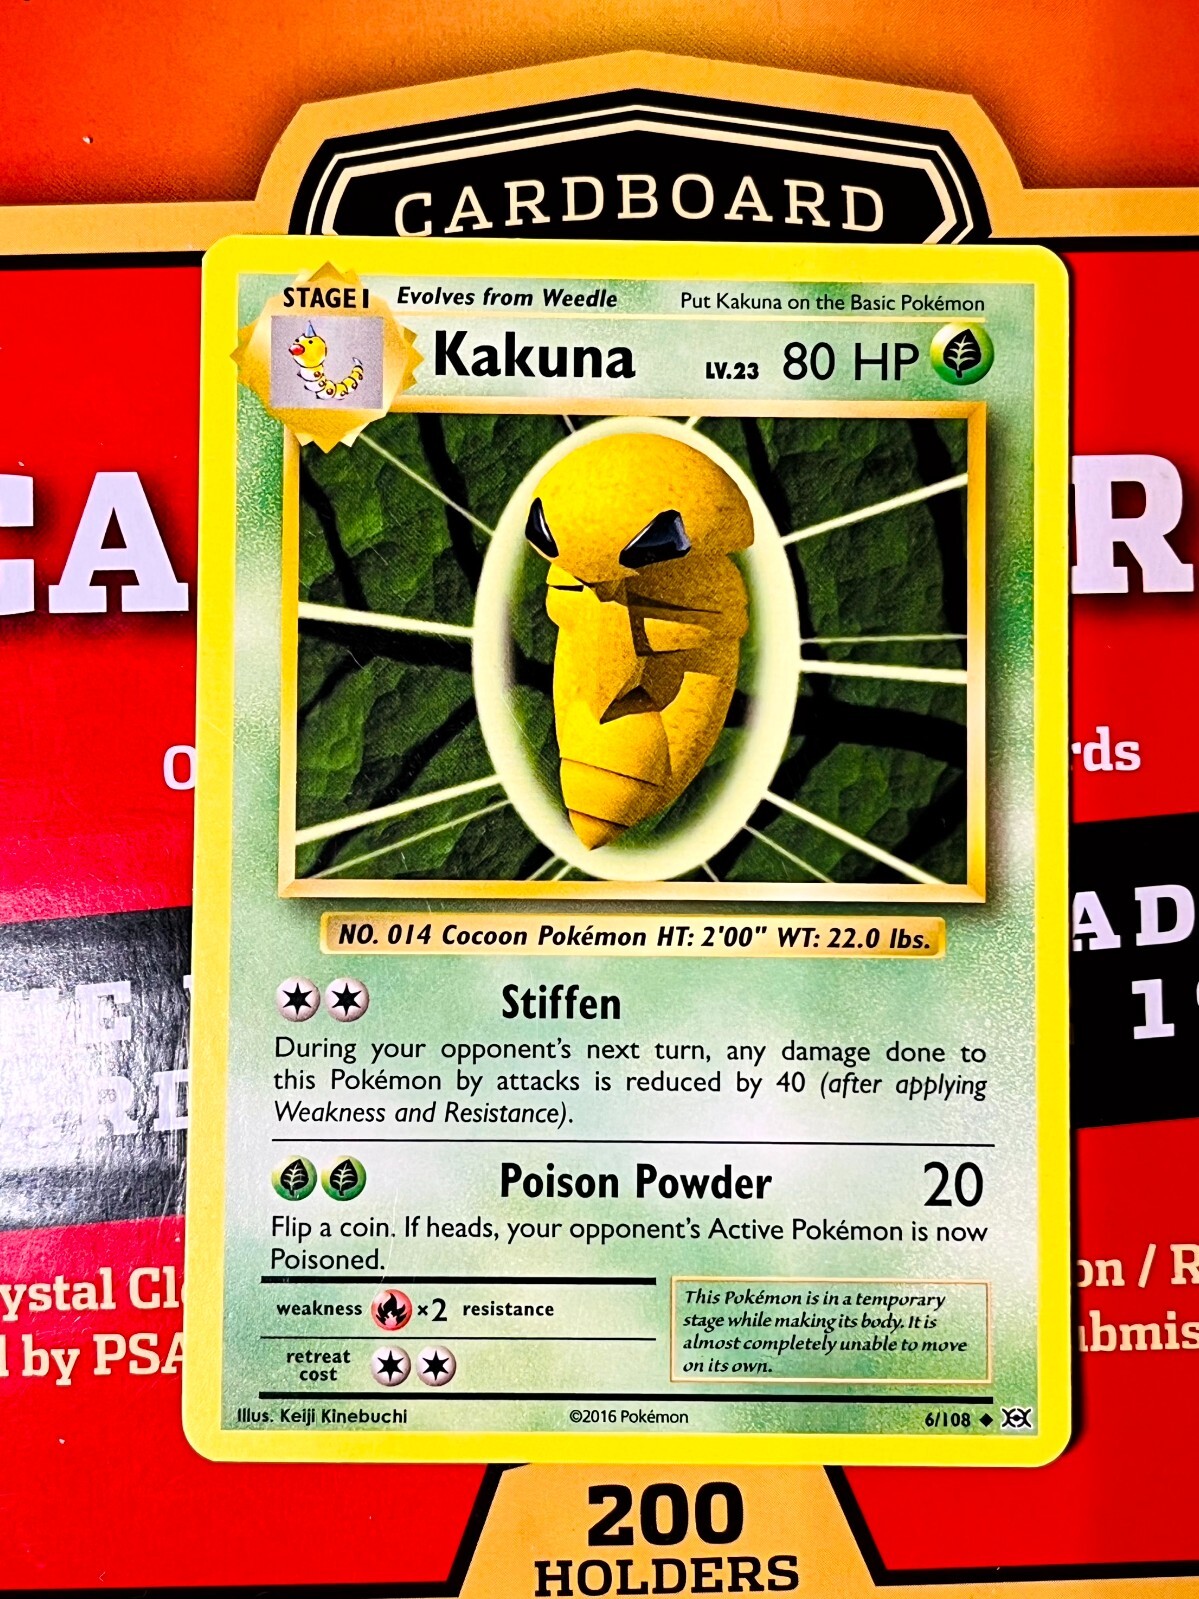 CARDBOARD
STAGE 1 Evolves from Weedle Put Kakuna on the Basic Pokémon
Kakuna LV.23 80 HP
NO. 014 Cocoon Pokémon HT: 2'00" WT: 22.0 lbs.
Stiffen
During your opponent's next turn, any damage done to
this Pokémon by attacks is reduced by 40 (after applying
Weakness and Resistance).
Poison Powder 20
Flip a coin. If heads, your opponent's Active Pokémon is now
Poisoned.
weakness ×2 resistance
retreat
cost
This Pokémon is in a temporary
stage while making its body. It is
almost completely unable to move
on its own.
Illus. Keiji Kinebuchi ©2016 Pokémon 6/108
by PSA
200
HOLDERS